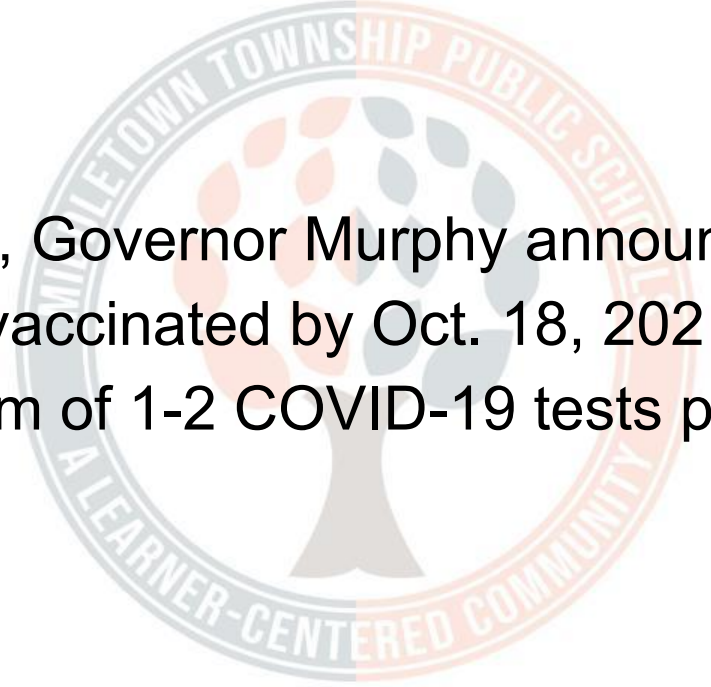 MIDDLETOWN TOWNSHIP PUBLIC SCHOOLS
, Governor Murphy announ
vaccinated by Oct. 18, 202
m of 1-2 COVID-19 tests p
A LEARNER-CENTERED COMMUNITY